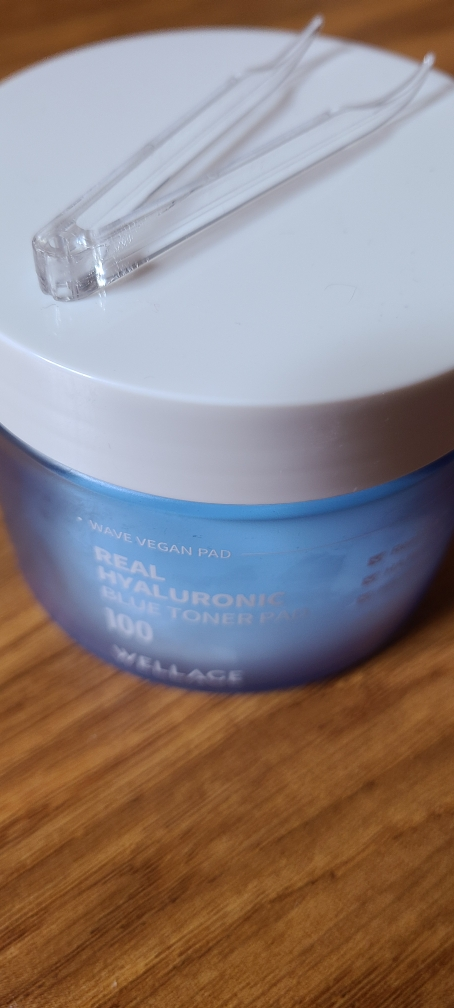 WAVE VEGAN PAD
REAL
HYALURONIC
BLUE TONER PAD
100
WELLAGE